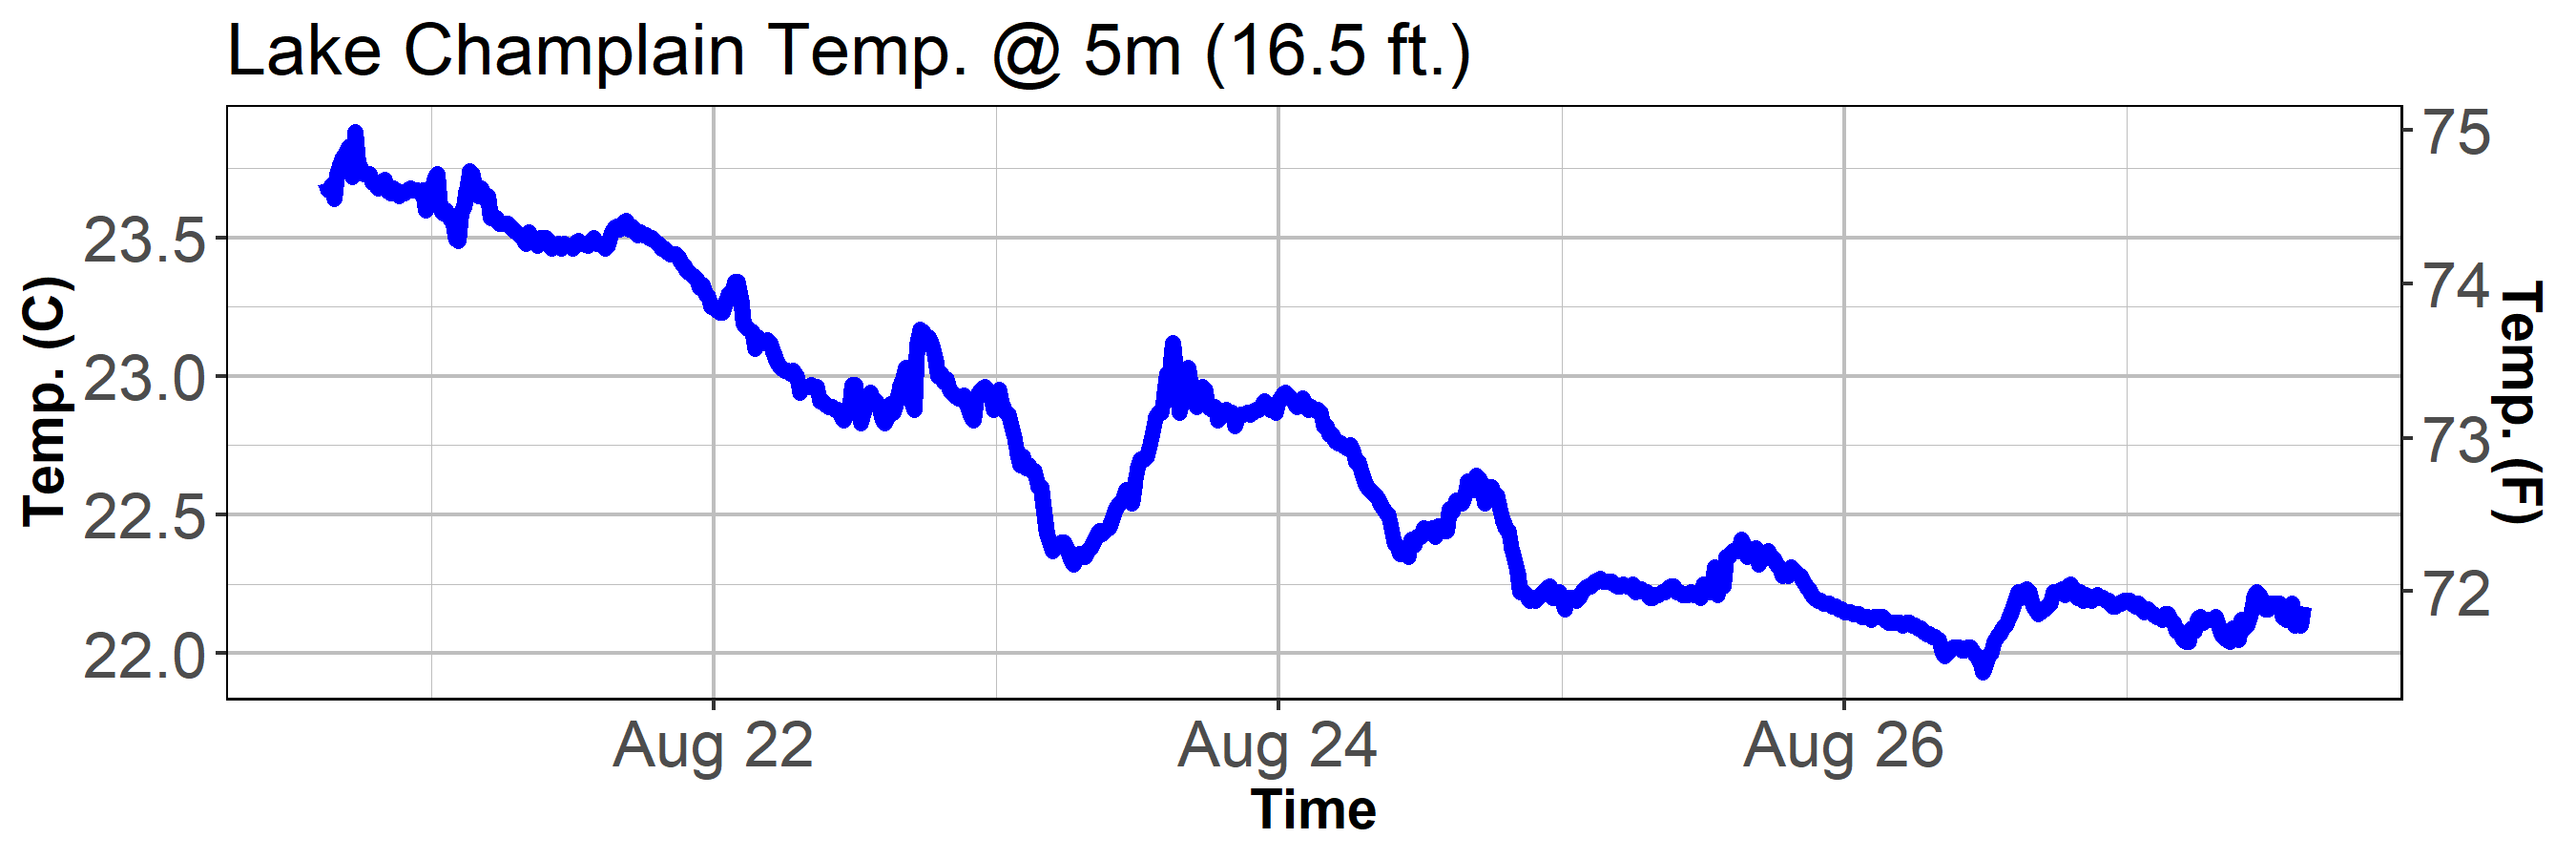 Lake Champlain Temp. @ 5m (16.5 ft.)
Temp. (C)
23.5
23.0
22.5
22.0
75
74
73
72
Temp. (F)
Aug 22 Aug 24 Aug 26
Time